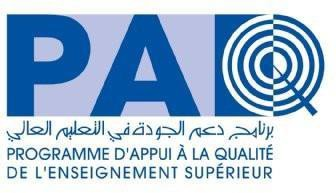 PAQ
برنامج دعم الجودة في التعليم العالي
PROGRAMME D'APPUI À LA QUALITÉ
DE L'ENSEIGNEMENT SUPÉRIEUR